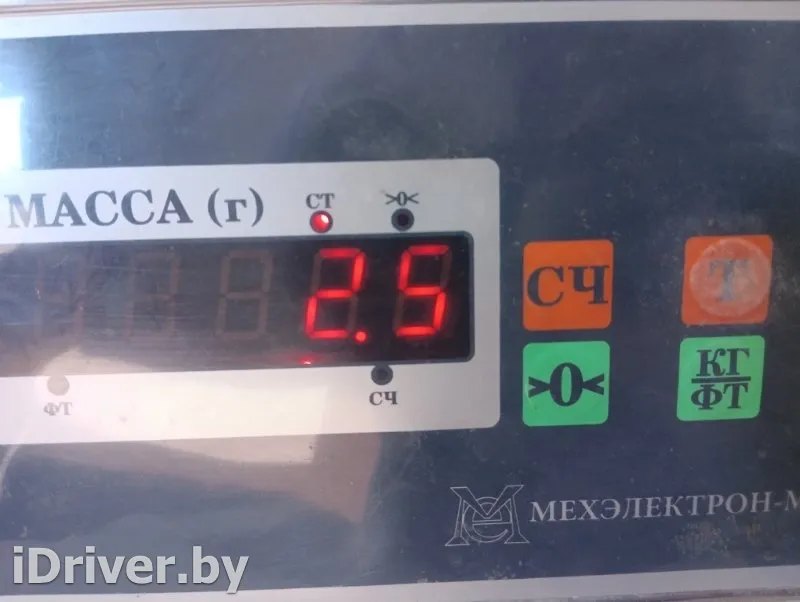 МАССА (г)
СТ
>0<
2.5
ФТ
СЧ
СЧ
Т
>0<
КГ
ФТ
МЕХЭЛЕКТРОН-М
iDriver.by